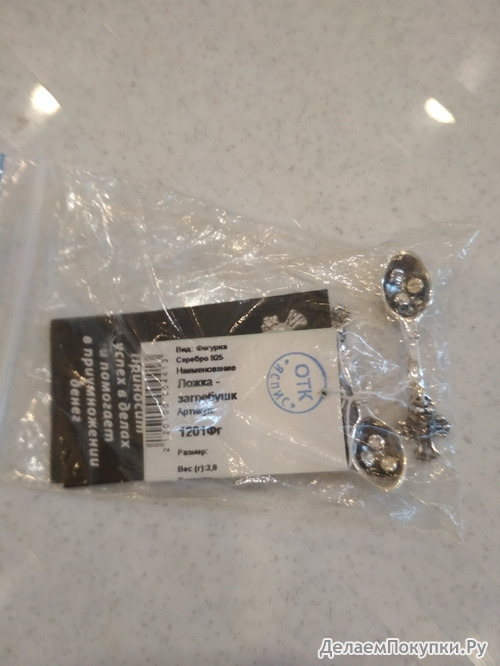 Приносит
успех в делах
и помогает
в приумножении
денег
Вид: Фигурка
Серебро 925
Наименование
Ложка -
загребушк
Артикул:
1201Фг
Размер:
Вес (г):3,8
ОТК
ЯСПИС
ДелаемПокупки.Ру